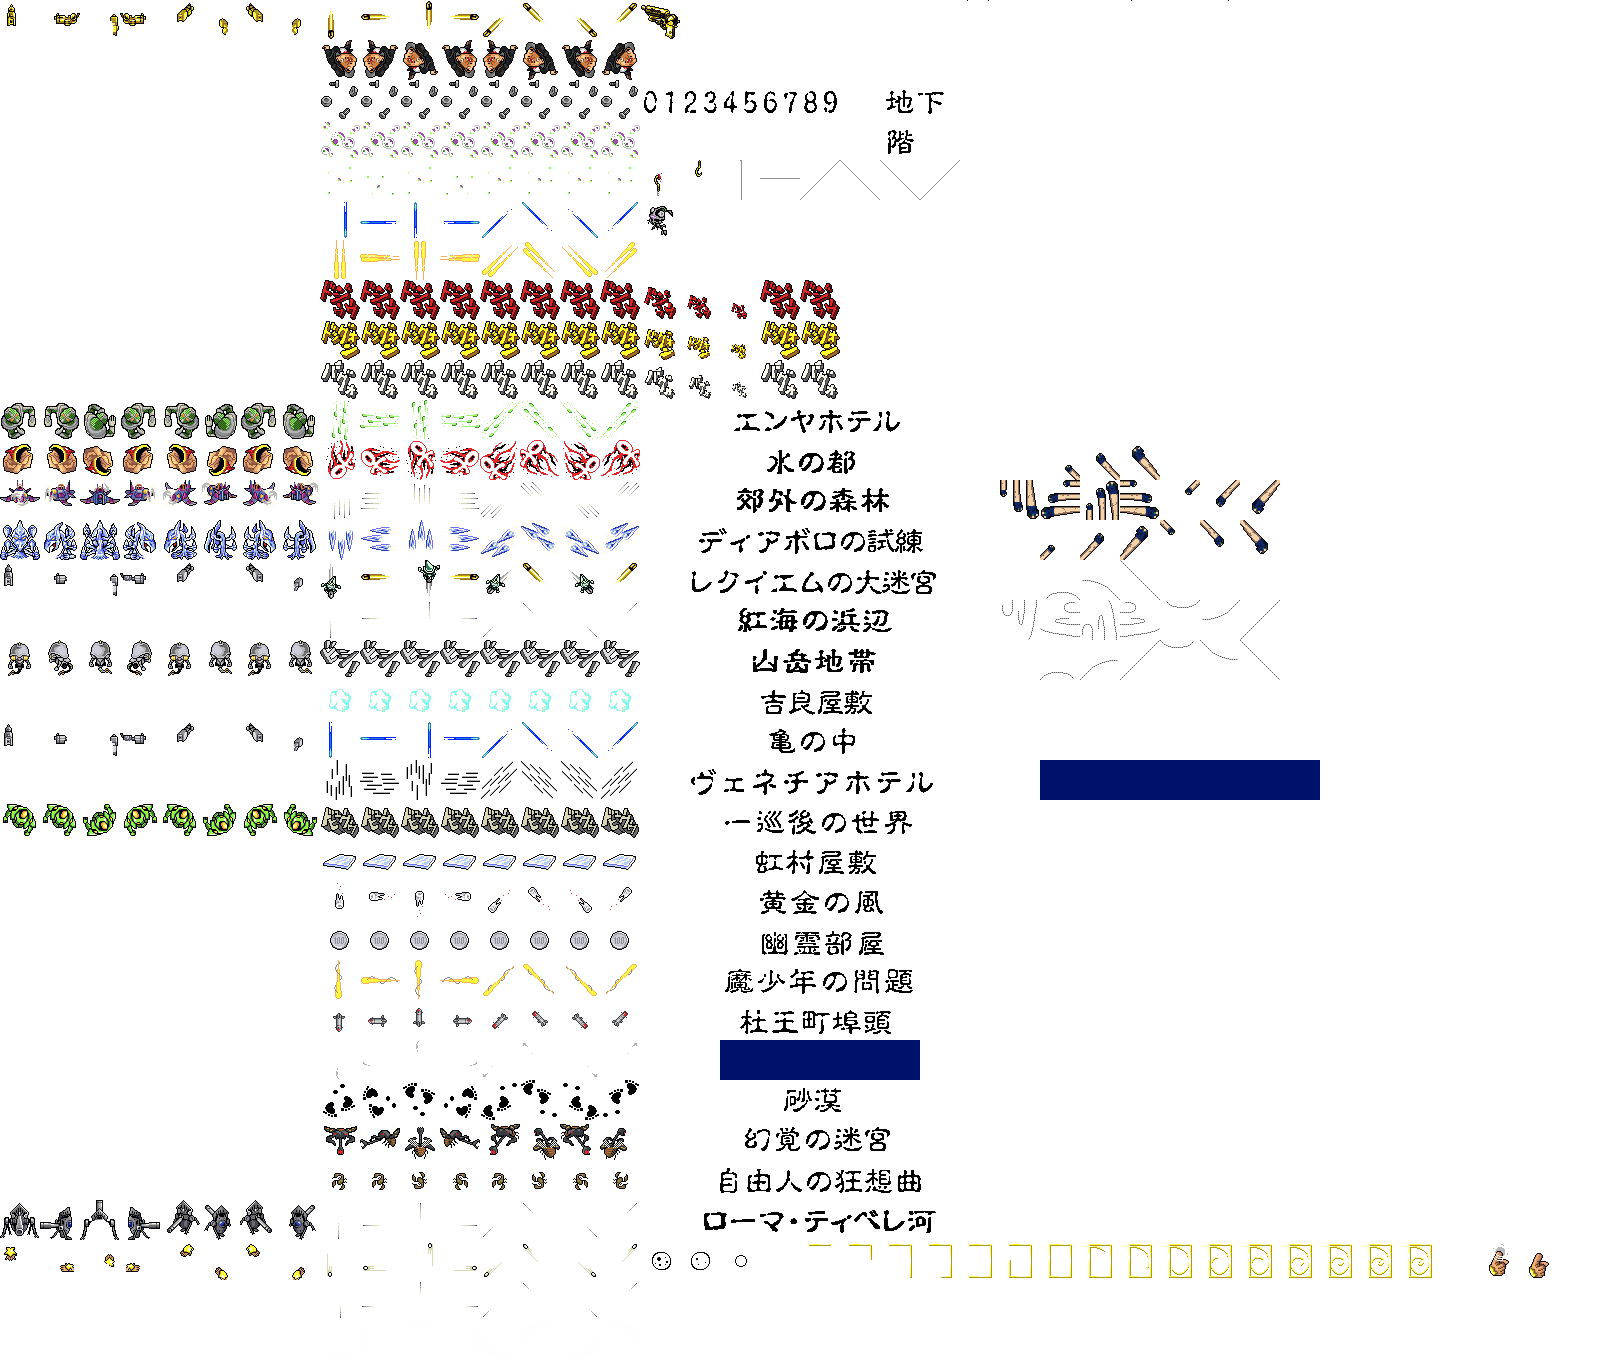 0123456789 地下
階
エンヤホテル
水の都
郊外の森林
ディアボロの試練
レクイエムの大迷宮
紅海の浜辺
山岳地帯
吉良屋敷
亀の中
ヴェネチアホテル
一巡後の世界
虹村屋敷
黄金の風
幽霊部屋
魔少年の問題
杜王町埠頭
砂漠
幻覚の迷宮
自由人の狂想曲
ローマ・ティベレ河